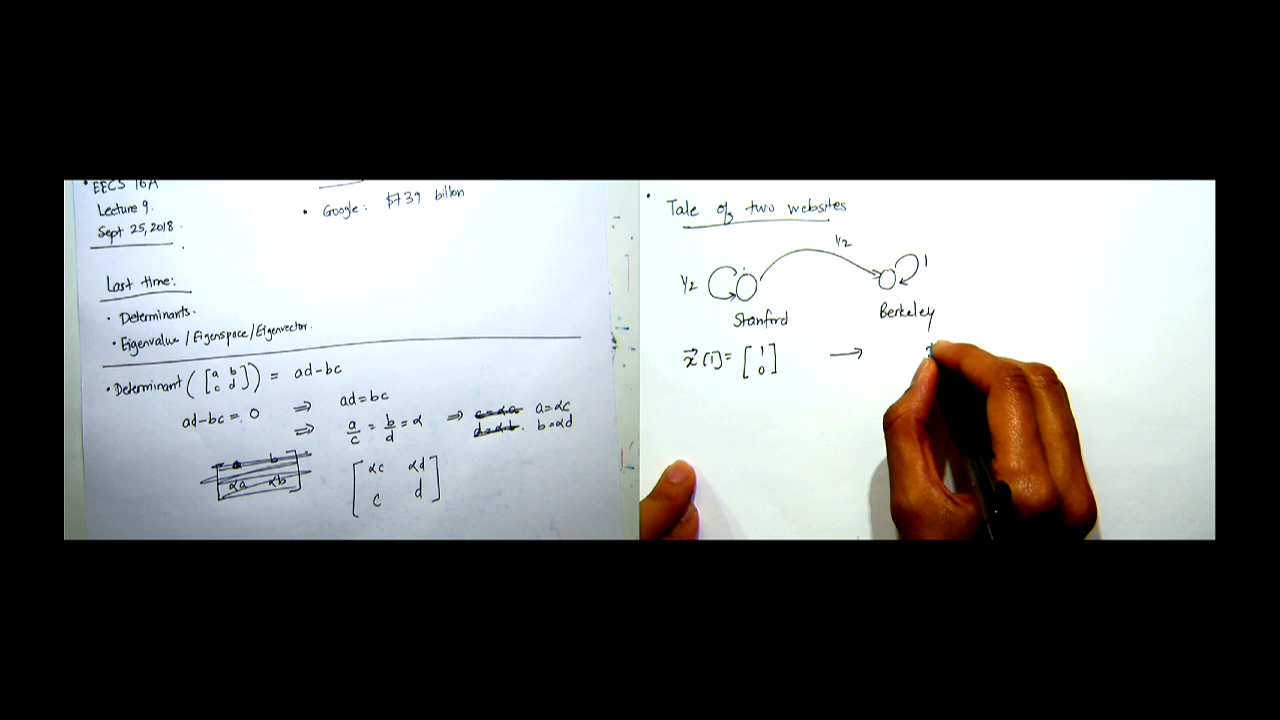 EECS 16A
Lecture 9.
Sept 25, 2018.
• Google: $739 billion
Last time:
• Determinants.
• Eigenvalue / Eigenspace / Eigenvector.
• Determinant ([a b c d]) = ad-bc
ad-bc = 0 ⇒ ad=bc
⇒ a/c = b/d = α ⇒ c=αa a=αc
d=αb. b=αd
a b
αa αb
αc αd
c d
Tale of two websites
1/2
1/2 1
Stanford Berkeley
x⃗[1] = [1 0] →